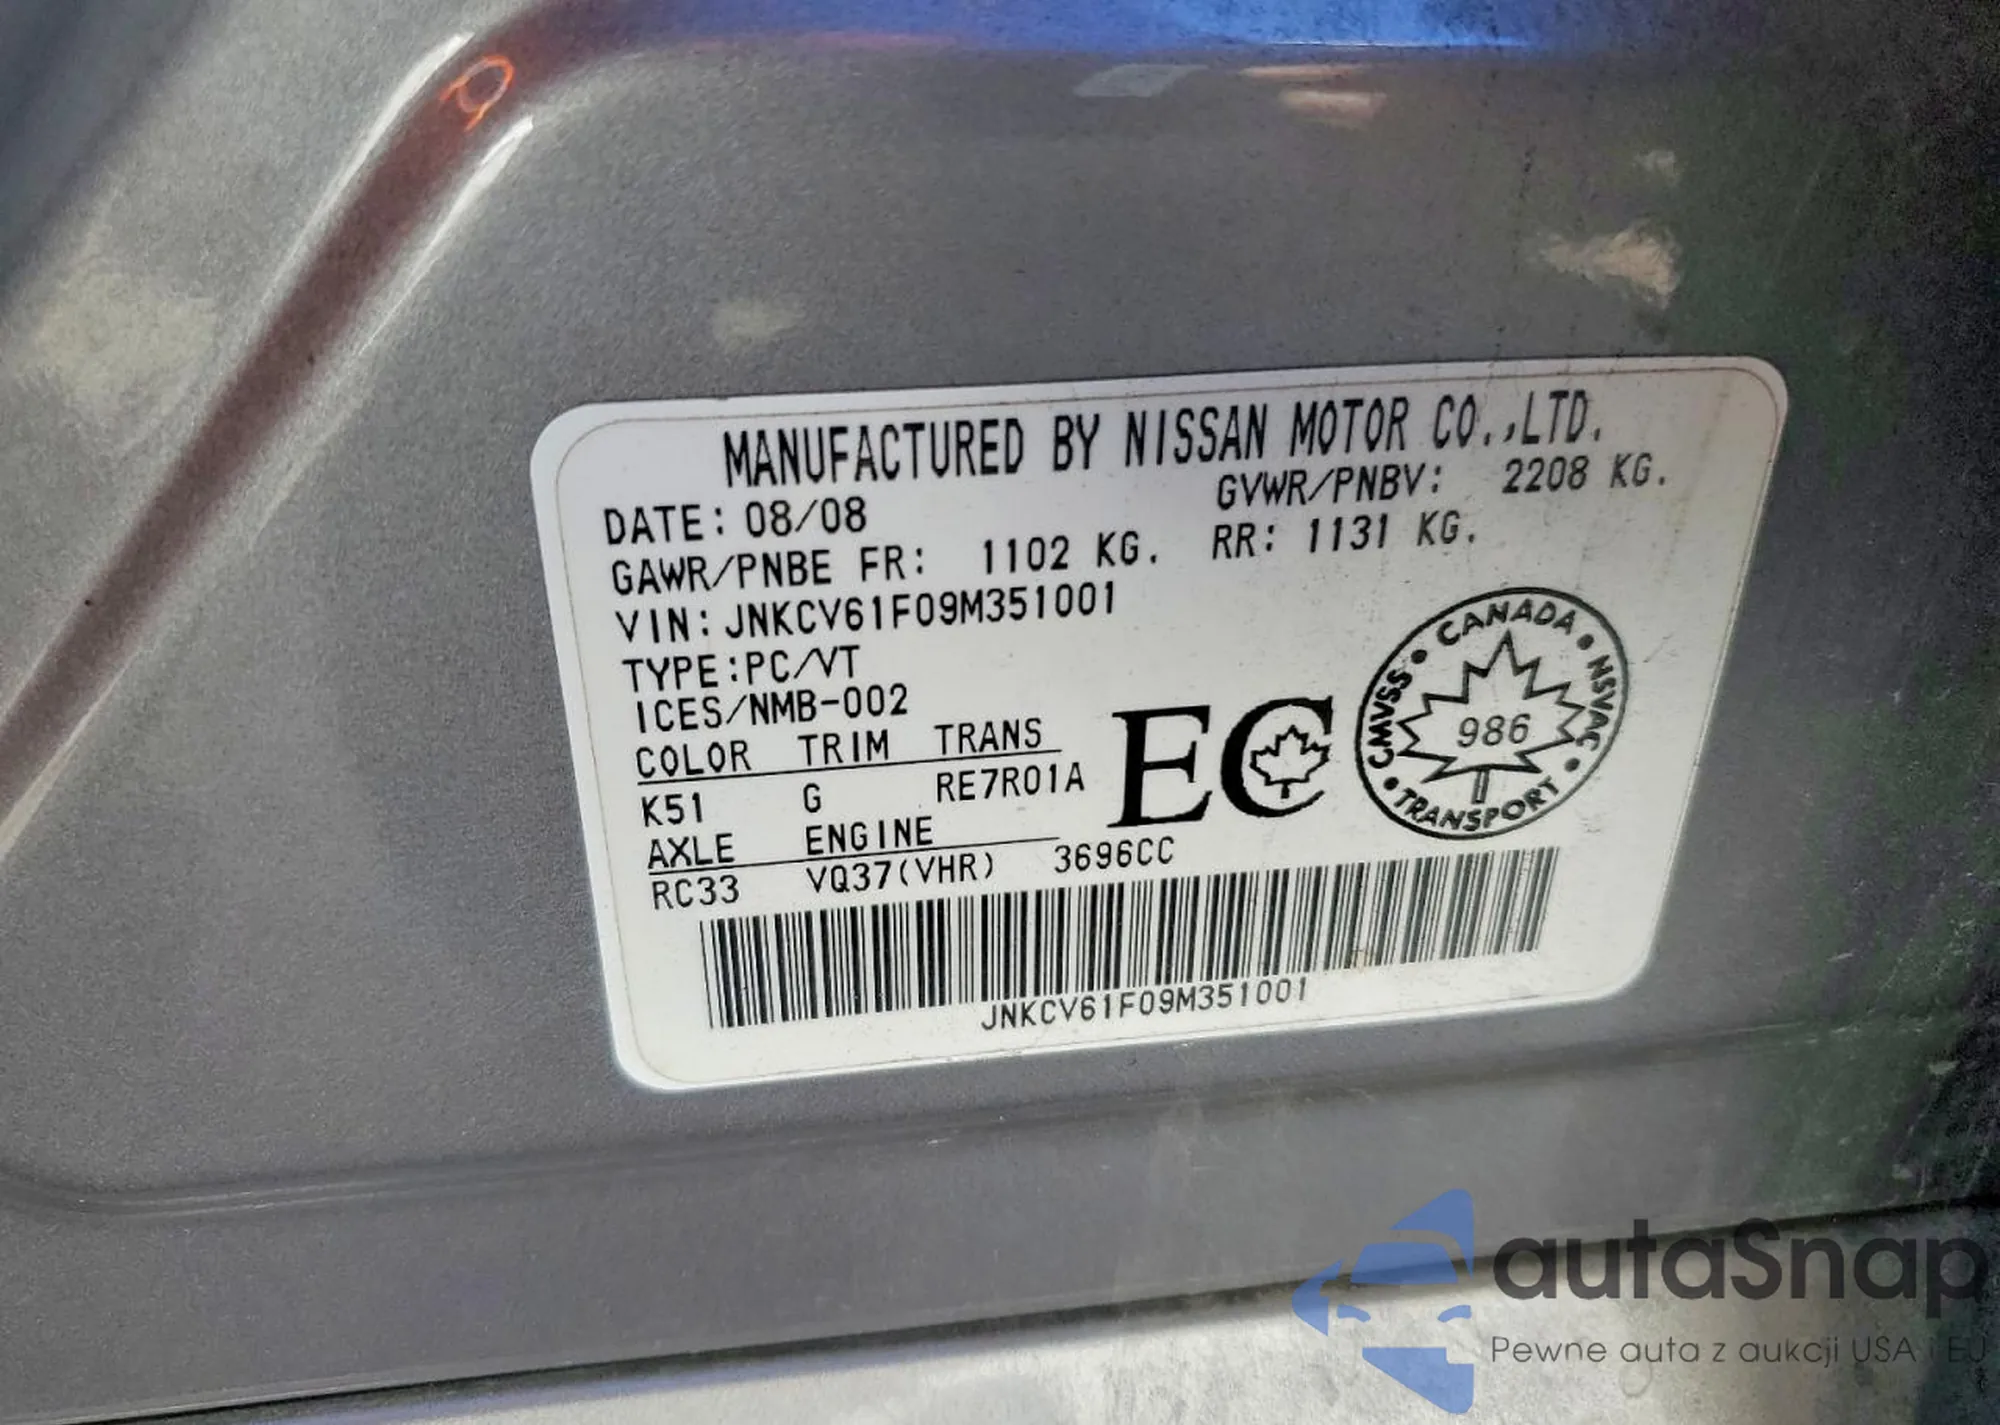 MANUFACTURED BY NISSAN MOTOR CO.,LTD.
DATE: 08/08 GVWR/PNBV: 2208 KG.
GAWR/PNBE FR: 1102 KG. RR: 1131 KG.
VIN: JNKCV61F09M351001
TYPE:PC/VT
ICES/NMB-002
COLOR TRIM TRANS
K51 G RE7R01A
AXLE ENGINE
RC33 VQ37(VHR) 3696CC
EC
CANADA
CMVSS • NSVAC
986
TRANSPORT
JNKCV61F09M351001
autaSnap
Pewne auta z aukcji USA i EU